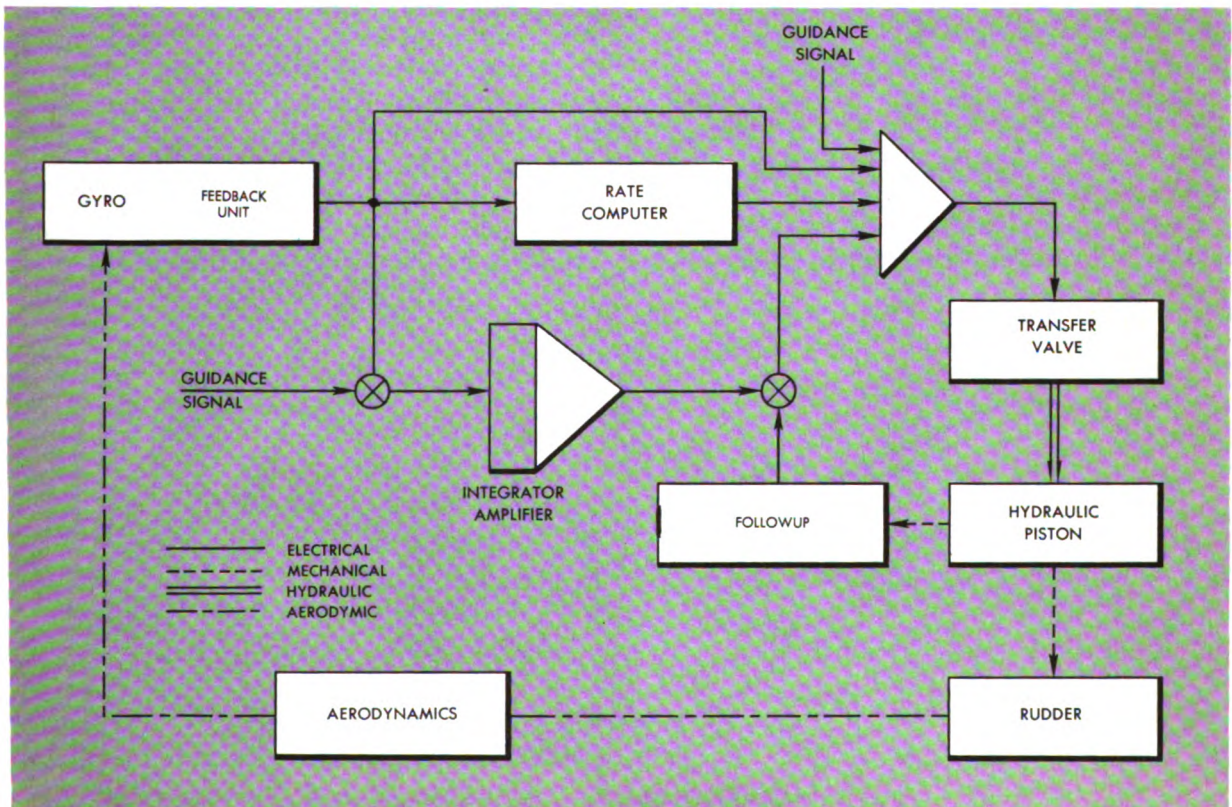 GUIDANCE
SIGNAL
GYRO
FEEDBACK
UNIT
RATE
COMPUTER
TRANSFER
VALVE
GUIDANCE
SIGNAL
INTEGRATOR
AMPLIFIER
FOLLOWUP
HYDRAULIC
PISTON
ELECTRICAL
MECHANICAL
HYDRAULIC
AERODYMIC
AERODYNAMICS
RUDDER